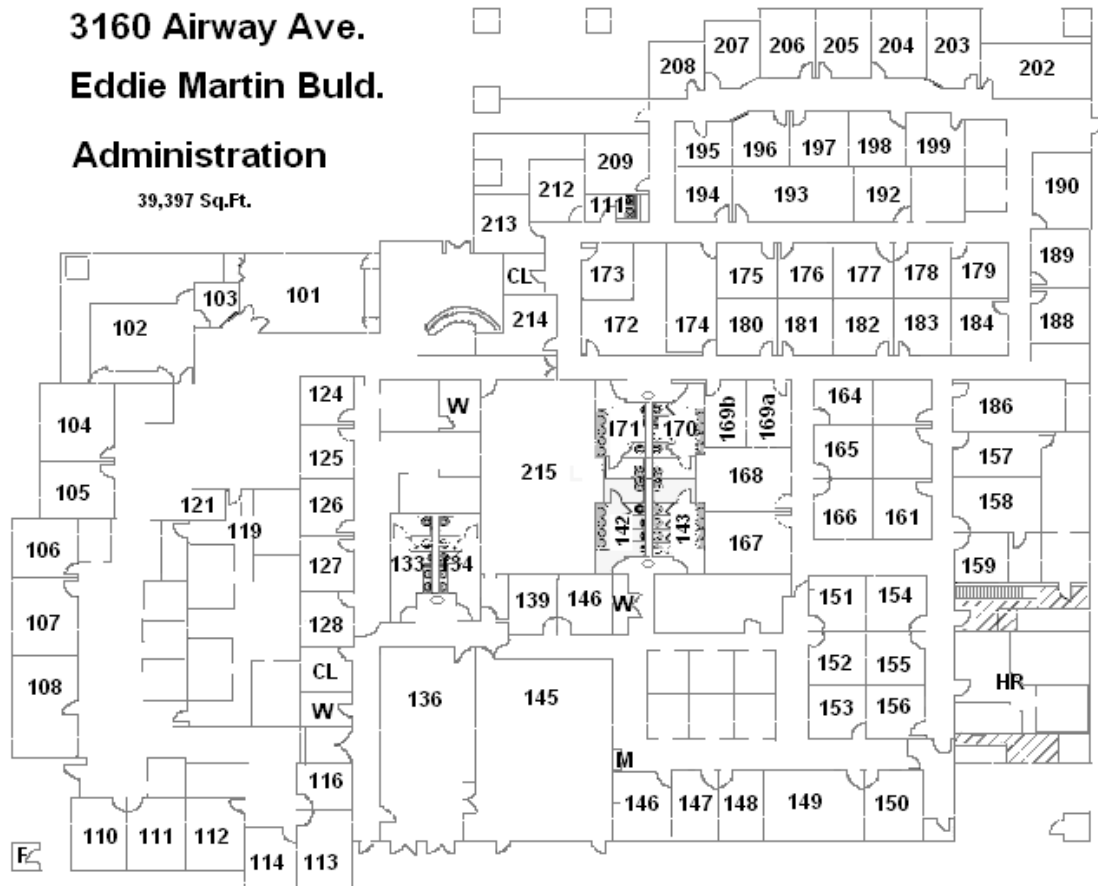 3160 Airway Ave.
Eddie Martin Buld.
Administration
39,397 Sq.Ft.
207 206 205 204 203
208 202
209 195 196 197 198 199
212 190
111 194 193 192
213
173 175 176 177 178 179 189
CL
103 101
102 214 172 174 180 181 182 183 184 188
124 W 171 170 169b 169a 164 186
104
125 165 157
215 168
105 126 158
121 166 161
119 142 143
106 133 134 167 159
127
139 146 W 151 154
107 128
CL 152 155
108 136 145 HR
W 153 156
M
116 146 147 148 149 150
110 111 112
F 114 113